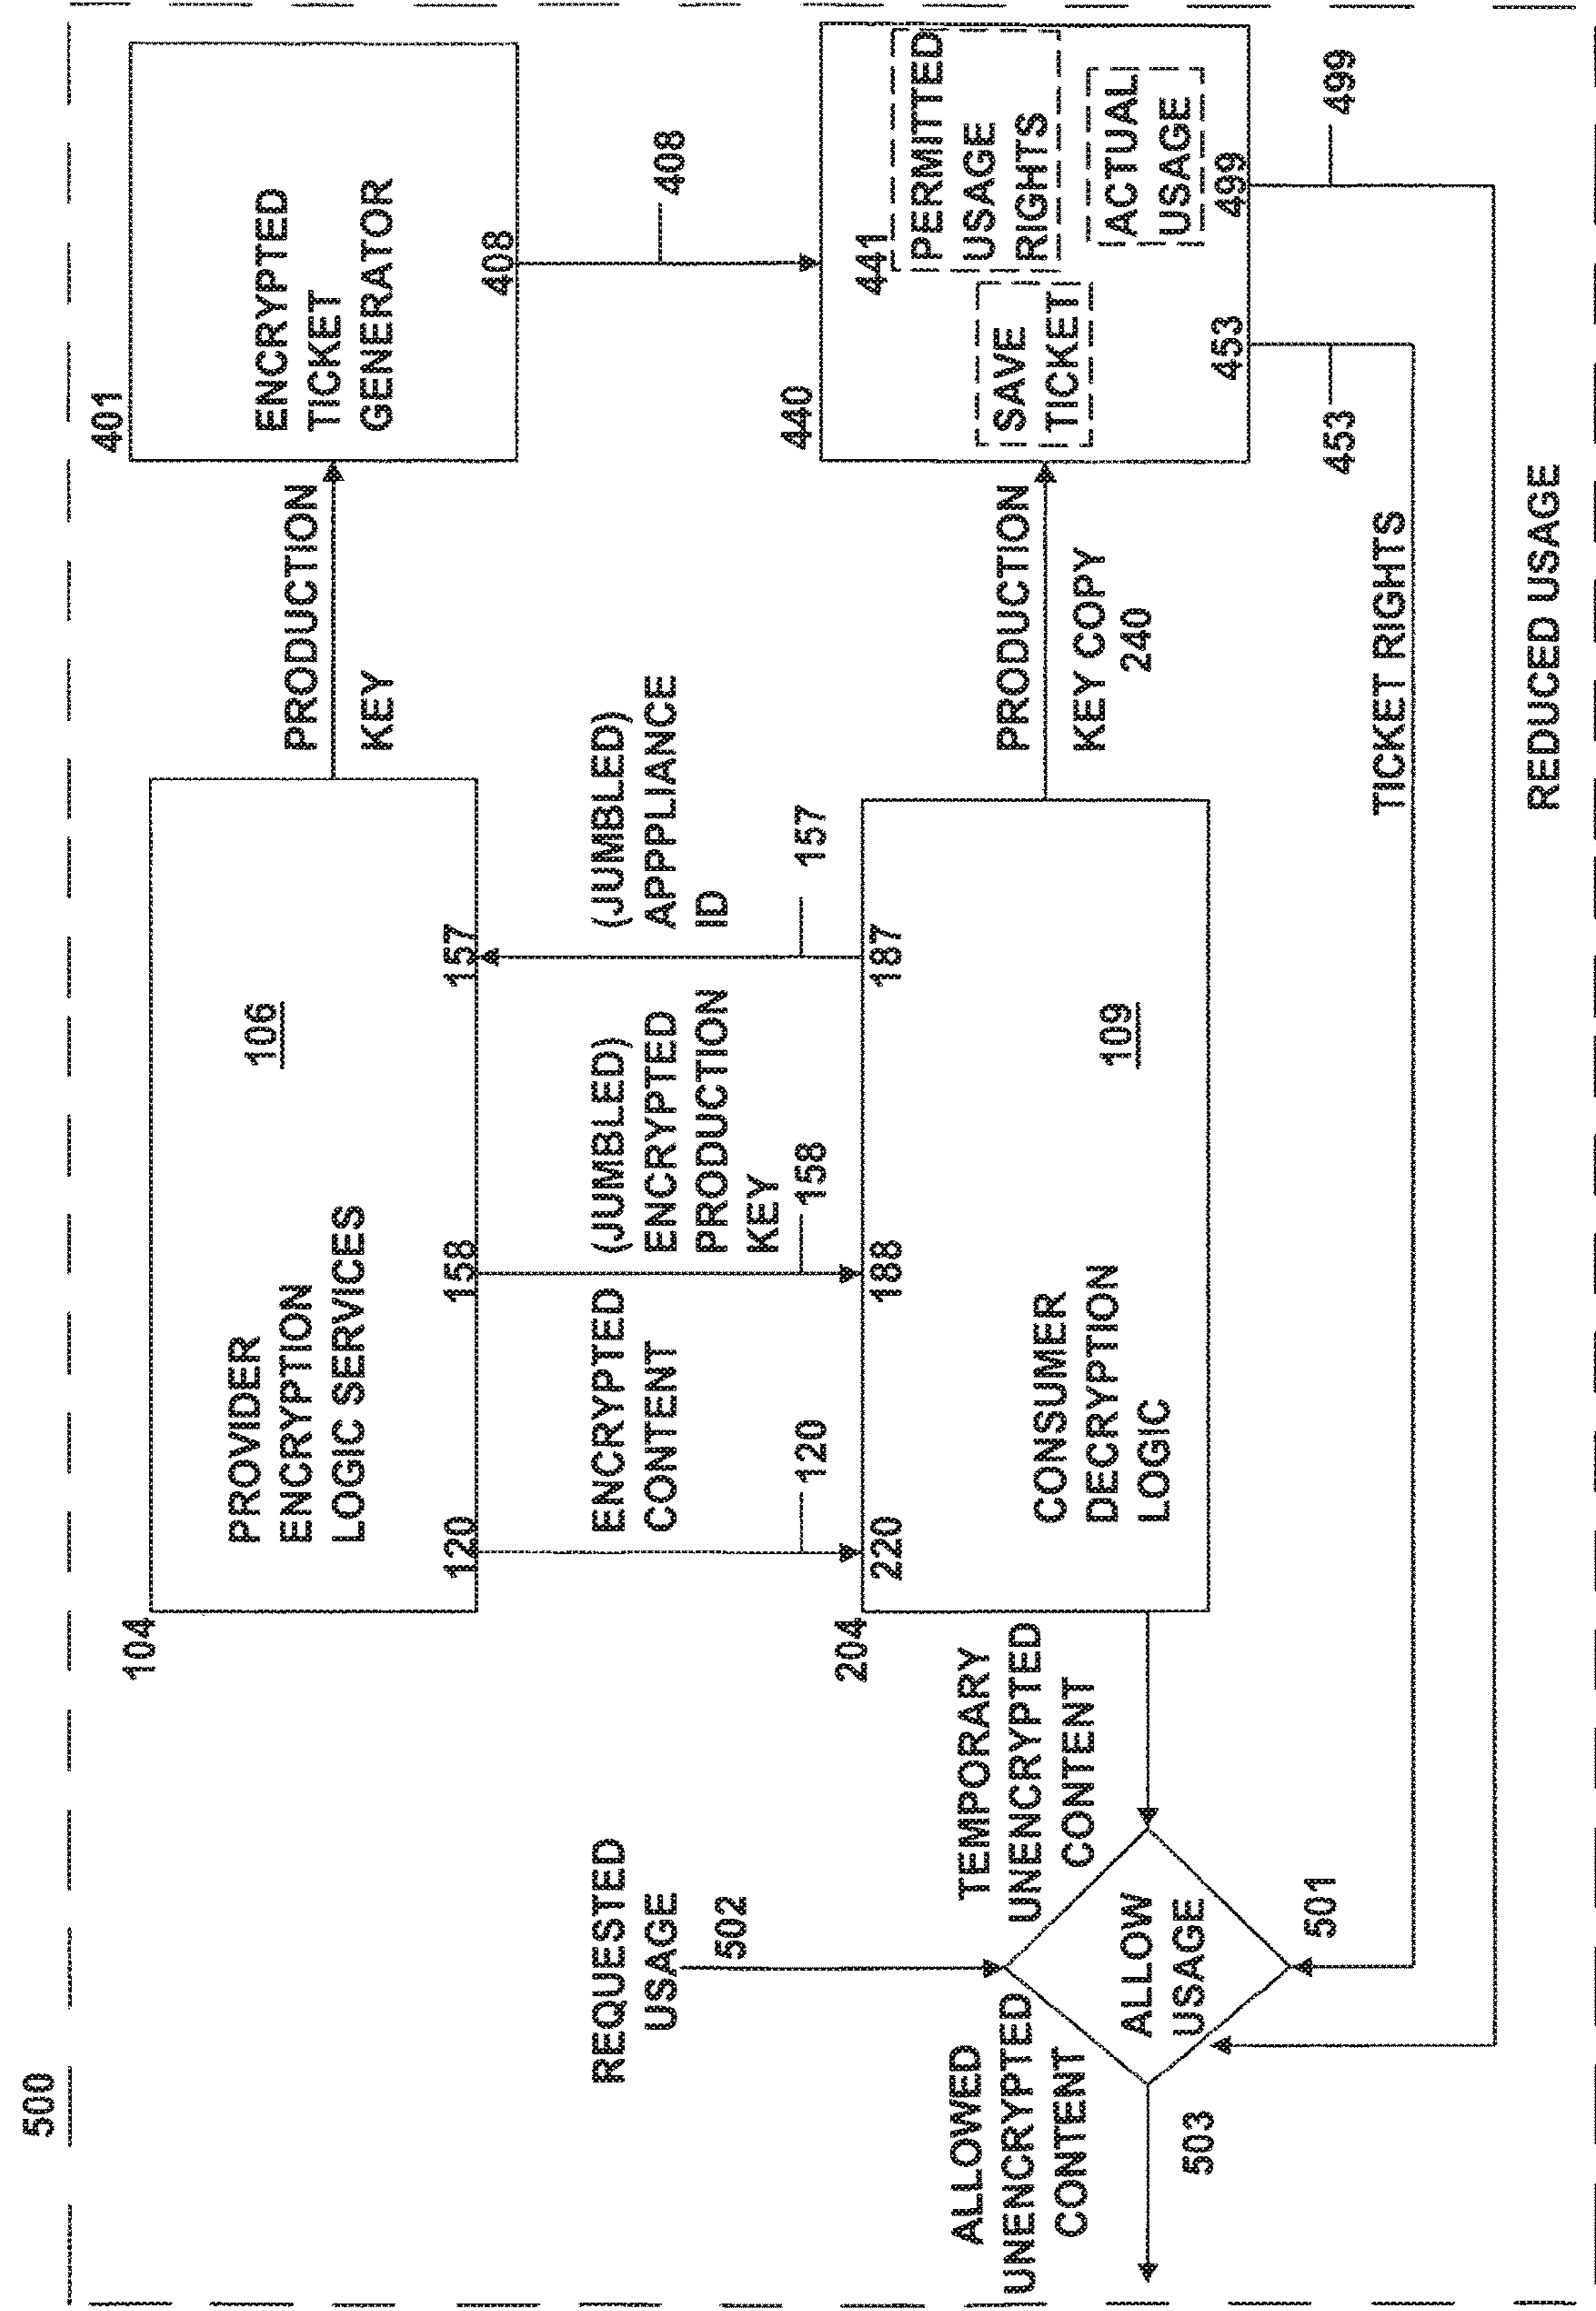 500
104
PROVIDER
ENCRYPTION
LOGIC SERVICES
106
120
158
157
PRODUCTION
KEY
401
ENCRYPTED
TICKET
GENERATOR
408
408
REQUESTED
USAGE
502
ENCRYPTED
CONTENT
120
(JUMBLED)
ENCRYPTED
PRODUCTION
KEY
158
(JUMBLED)
APPLIANCE
ID
157
204
220
188
187
CONSUMER
DECRYPTION
LOGIC
109
PRODUCTION
KEY COPY
240
440
441
PERMITTED
USAGE
RIGHTS
SAVE
TICKET
ACTUAL
USAGE
453
499
453
499
ALLOWED
UNENCRYPTED
CONTENT
503
TEMPORARY
UNENCRYPTED
CONTENT
ALLOW
USAGE
501
TICKET RIGHTS
REDUCED USAGE